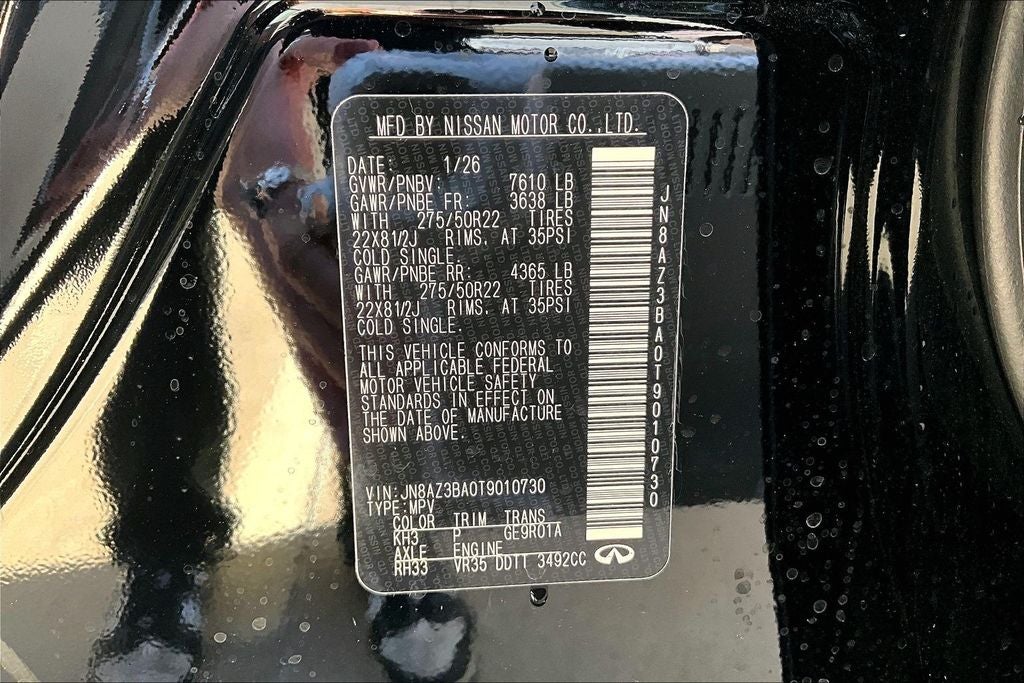 MFD BY NISSAN MOTOR CO.,LTD.
DATE: 1/26
GVWR/PNBV: 7610 LB
GAWR/PNBE FR: 3638 LB
WITH 275/50R22 TIRES
22X81/2J RIMS. AT 35PSI
COLD SINGLE.
GAWR/PNBE RR: 4365 LB
WITH 275/50R22 TIRES
22X81/2J RIMS. AT 35PSI
COLD SINGLE.
THIS VEHICLE CONFORMS TO
ALL APPLICABLE FEDERAL
MOTOR VEHICLE SAFETY
STANDARDS IN EFFECT ON
THE DATE OF MANUFACTURE
SHOWN ABOVE.
VIN:JN8AZ3BA0T9010730
TYPE:MPV
COLOR TRIM TRANS
KH3 P GE9R01A
AXLE ENGINE
RH33 VR35 DDTT 3492CC
JN8AZ3BA0T9010730